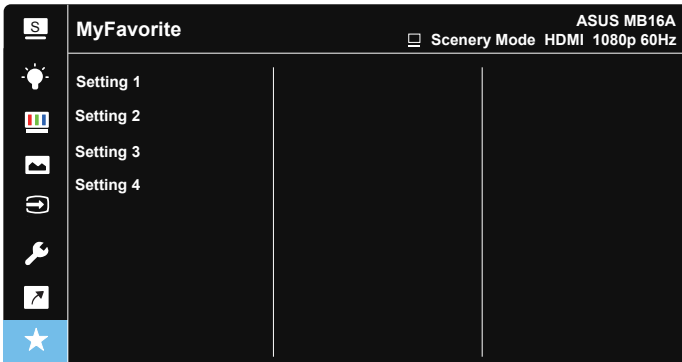 S
MyFavorite
ASUS MB16A
Scenery Mode HDMI 1080p 60Hz
Setting 1
Setting 2
Setting 3
Setting 4